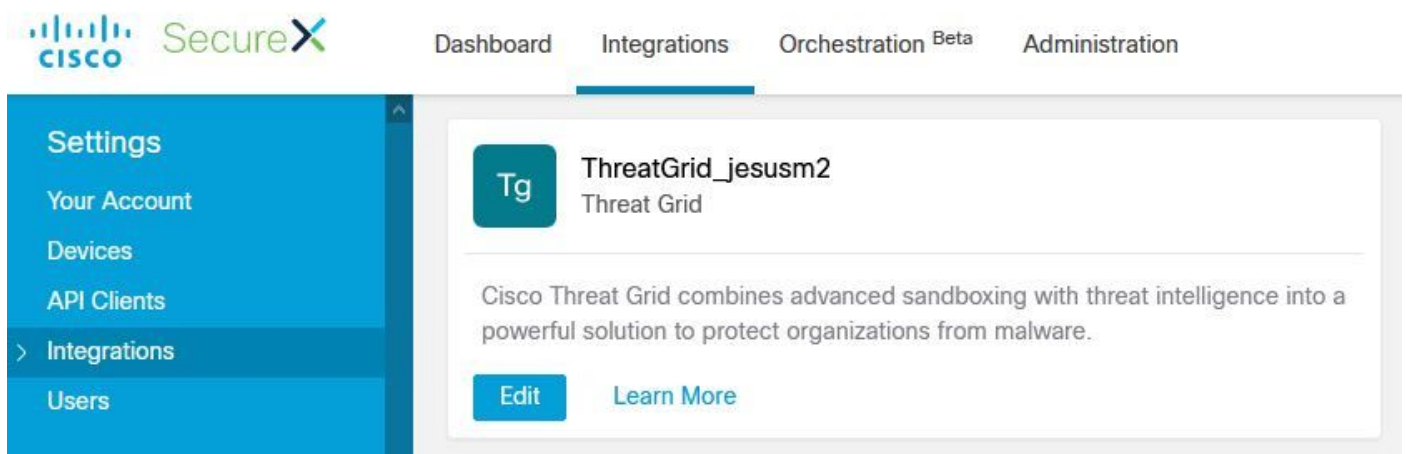 CISCO SecureX
Dashboard Integrations Orchestration Beta Administration
Settings
Your Account
Devices
API Clients
> Integrations
Users
Tg ThreatGrid_jesusm2
Threat Grid
Cisco Threat Grid combines advanced sandboxing with threat intelligence into a
powerful solution to protect organizations from malware.
Edit Learn More